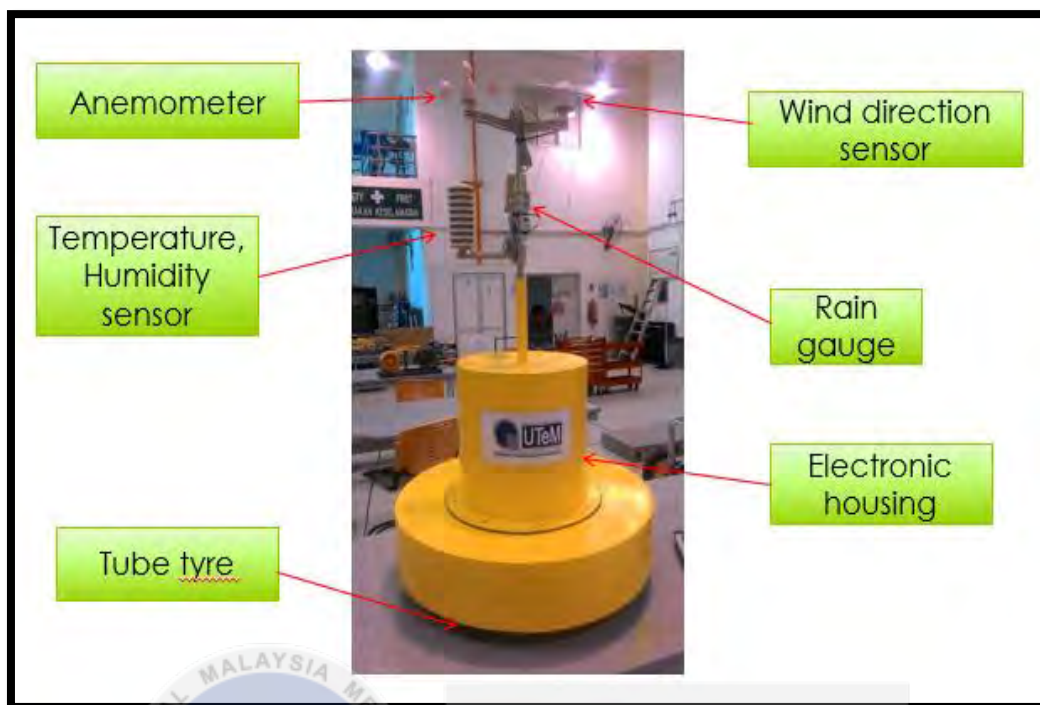 Anemometer
Wind direction
sensor
Temperature,
Humidity
sensor
Rain
gauge
UTeM
Electronic
housing
Tube tyre
MALAYSIA